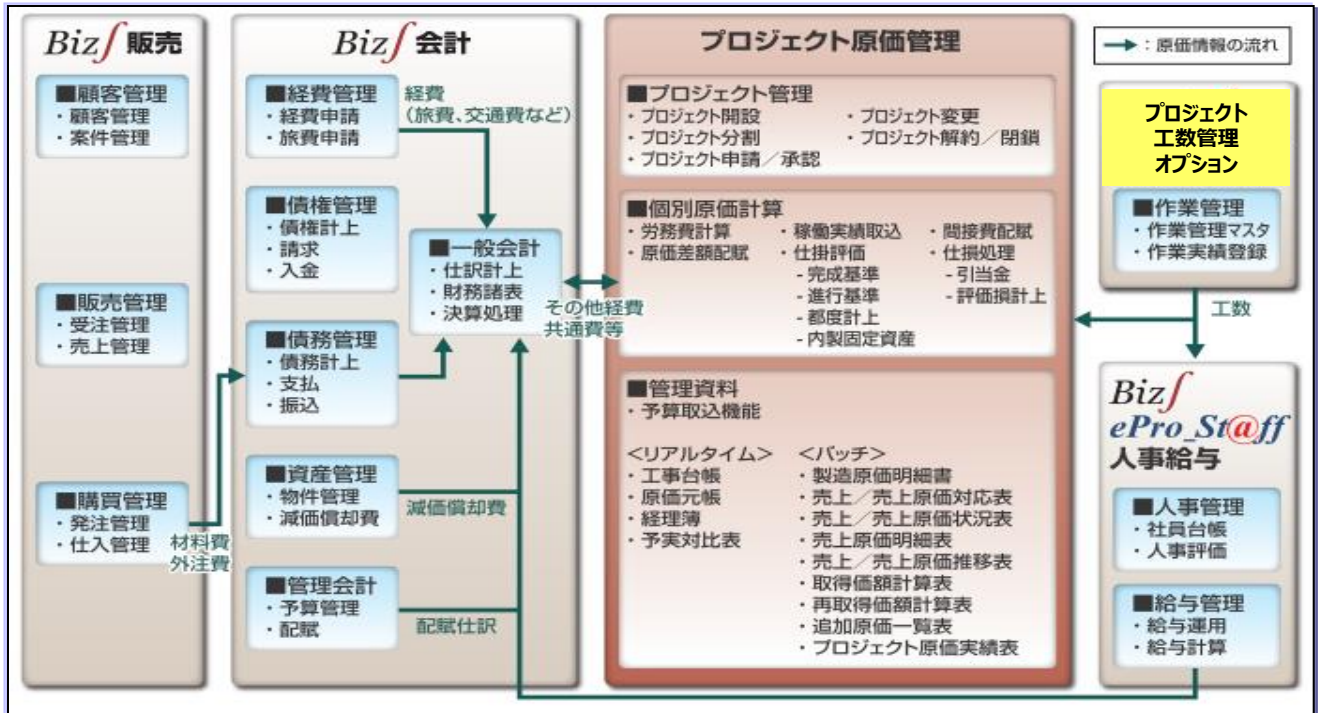 Biz∫ 販売
■顧客管理
・顧客管理
・案件管理
■販売管理
・受注管理
・売上管理
■購買管理
・発注管理
・仕入管理
材料費
外注費
Biz∫ 会計
■経費管理
・経費申請
・旅費申請
経費
(旅費、交通費など)
■債権管理
・債権計上
・請求
・入金
■一般会計
・仕訳計上
・財務諸表
・決算処理
■債務管理
・債務計上
・支払
・振込
■資産管理
・物件管理
・減価償却費
減価償却費
■管理会計
・予算管理
・配賦
配賦仕訳
その他経費
共通費等
プロジェクト原価管理
■プロジェクト管理
・プロジェクト開設 ・プロジェクト変更
・プロジェクト分割 ・プロジェクト解約／閉鎖
・プロジェクト申請／承認
■個別原価計算
・労務費計算 ・稼働実績取込 ・間接費配賦
・原価差額配賦 ・仕掛評価 ・仕損処理
-完成基準 -引当金
-進行基準 -評価損計上
-都度計上
-内製固定資産
■管理資料
・予算取込機能
＜リアルタイム＞ ＜バッチ＞
・工事台帳 ・製造原価明細書
・原価元帳 ・売上／売上原価対応表
・経理簿 ・売上／売上原価状況表
・予実対比表 ・売上原価明細表
・売上／売上原価推移表
・取得価額計算表
・再取得価額計算表
・追加原価一覧表
・プロジェクト原価実績表
→：原価情報の流れ
プロジェクト
工数管理
オプション
■作業管理
・作業管理マスタ
・作業実績登録
工数
Biz∫
ePro_St@ff
人事給与
■人事管理
・社員台帳
・人事評価
■給与管理
・給与運用
・給与計算